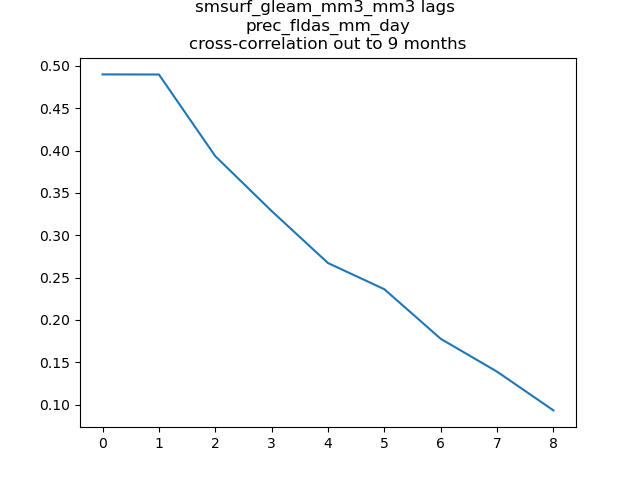 smsurf_gleam_mm3_mm3 lags
prec_fldas_mm_day
cross-correlation out to 9 months
0.50
0.45
0.40
0.35
0.30
0.25
0.20
0.15
0.10
0 1 2 3 4 5 6 7 8